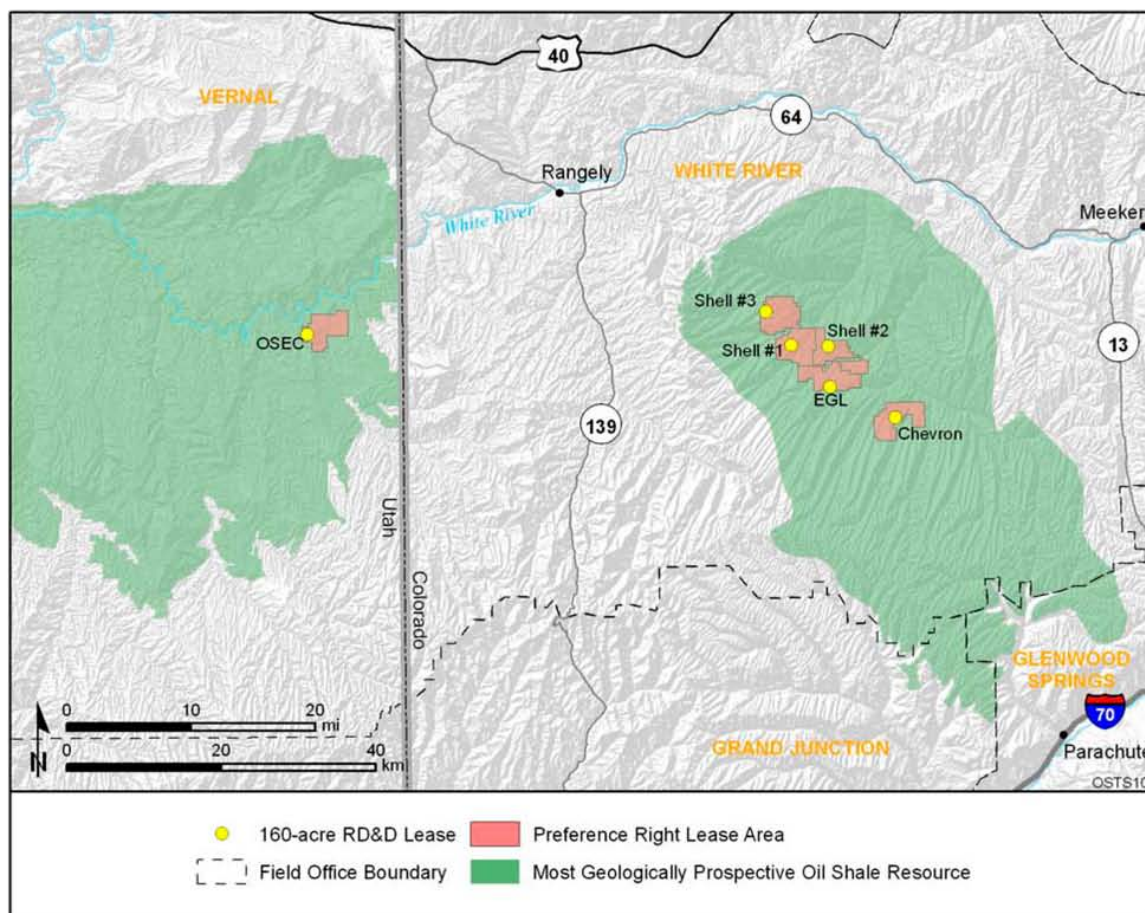 40
VERNAL
64
Rangely
WHITE RIVER
White River
Meeker
Shell #3
OSEC
Shell #1
Shell #2
13
EGL
139
Chevron
Utah
Colorado
GLENWOOD
SPRINGS
0 10 20
mi
0 20 40
km
N
70
GRAND JUNCTION
Parachute
OSTS10
160-acre RD&D Lease
Preference Right Lease Area
Field Office Boundary
Most Geologically Prospective Oil Shale Resource